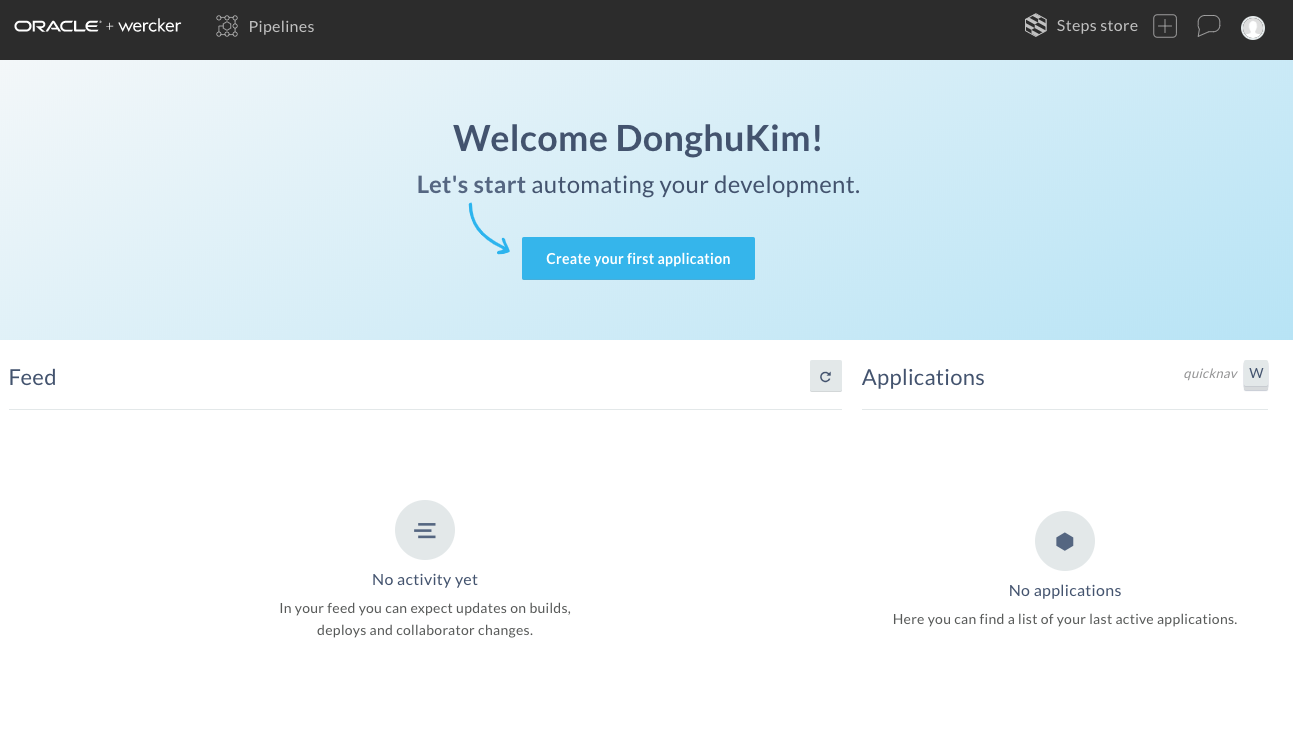 ORACLE® + wercker
Pipelines
Steps store
Welcome DonghuKim!
Let's start automating your development.
Create your first application
Feed
Applications
quicknav W
No activity yet
In your feed you can expect updates on builds,
deploys and collaborator changes.
No applications
Here you can find a list of your last active applications.